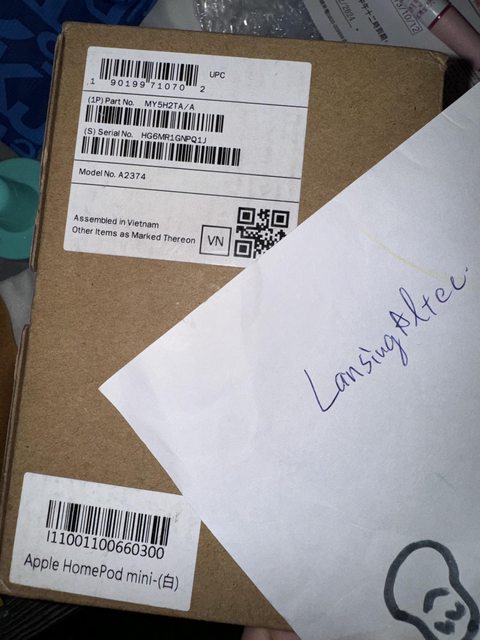 UPC
1 90199 71070 2
(1P) Part No. MY5H2TA/A
(S) Serial No. HG6MR1GNPQ1J
Model No. A2374
Assembled in Vietnam
Other Items as Marked Thereon
VN
LansingAltec.
I11001100660300
Apple HomePod mini-(白)